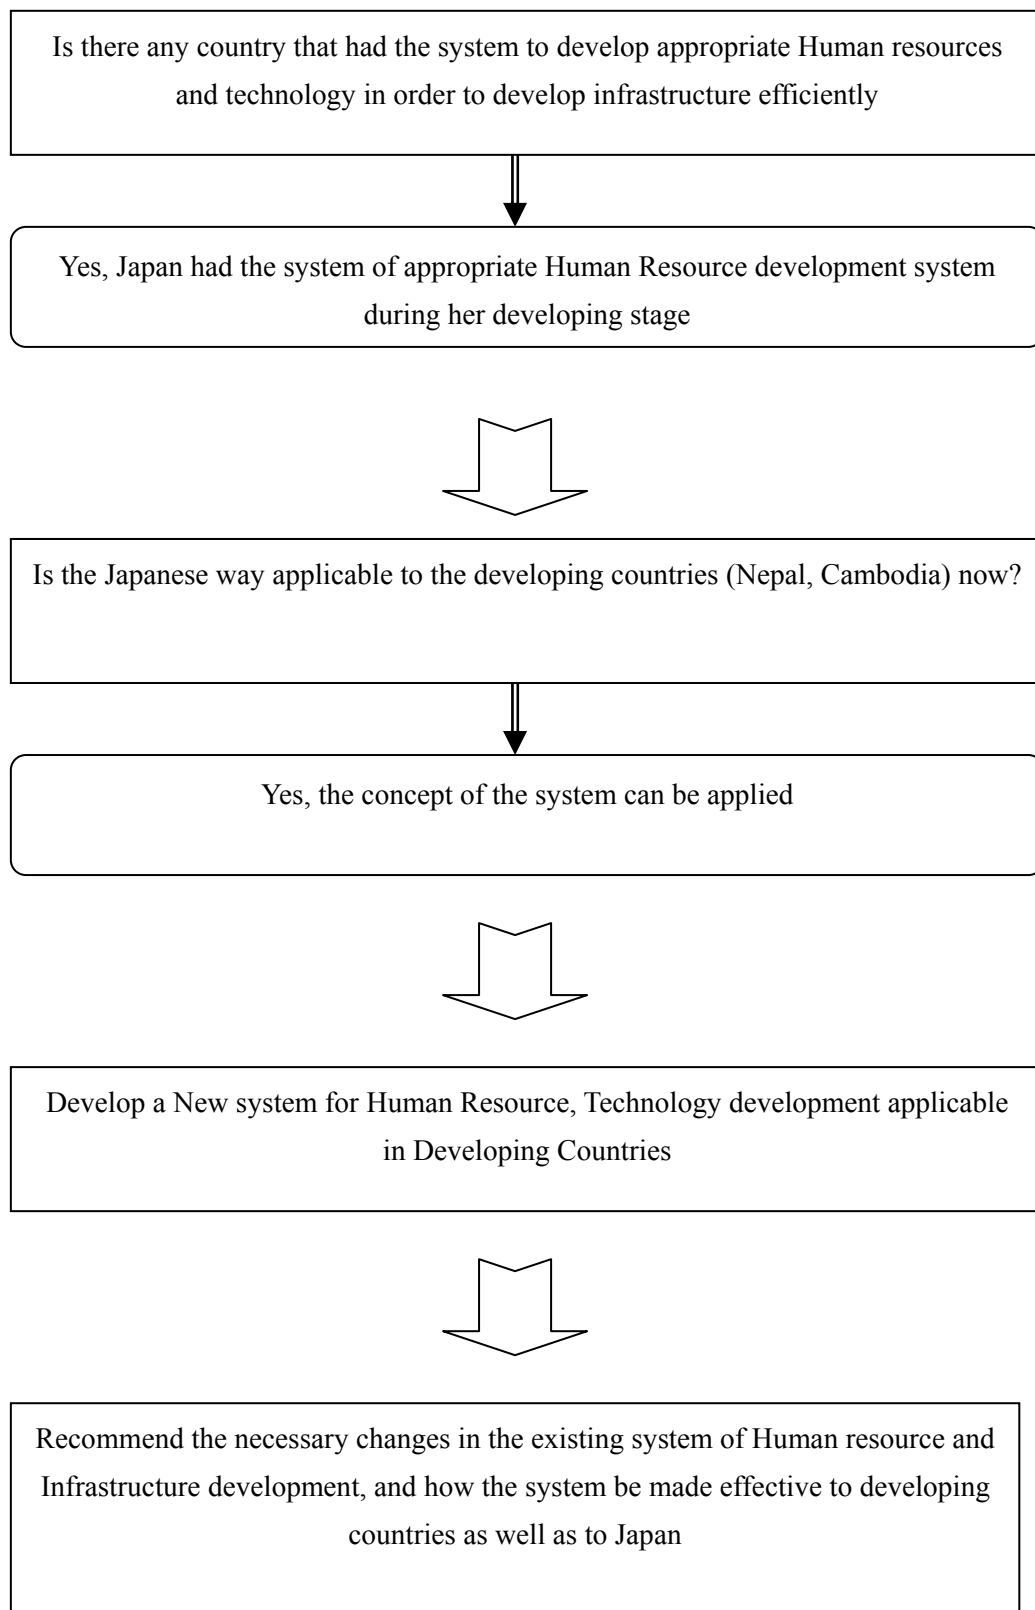 Is there any country that had the system to develop appropriate Human resources
and technology in order to develop infrastructure efficiently
Yes, Japan had the system of appropriate Human Resource development system
during her developing stage
Is the Japanese way applicable to the developing countries (Nepal, Cambodia) now?
Yes, the concept of the system can be applied
Develop a New system for Human Resource, Technology development applicable
in Developing Countries
Recommend the necessary changes in the existing system of Human resource and
Infrastructure development, and how the system be made effective to developing
countries as well as to Japan